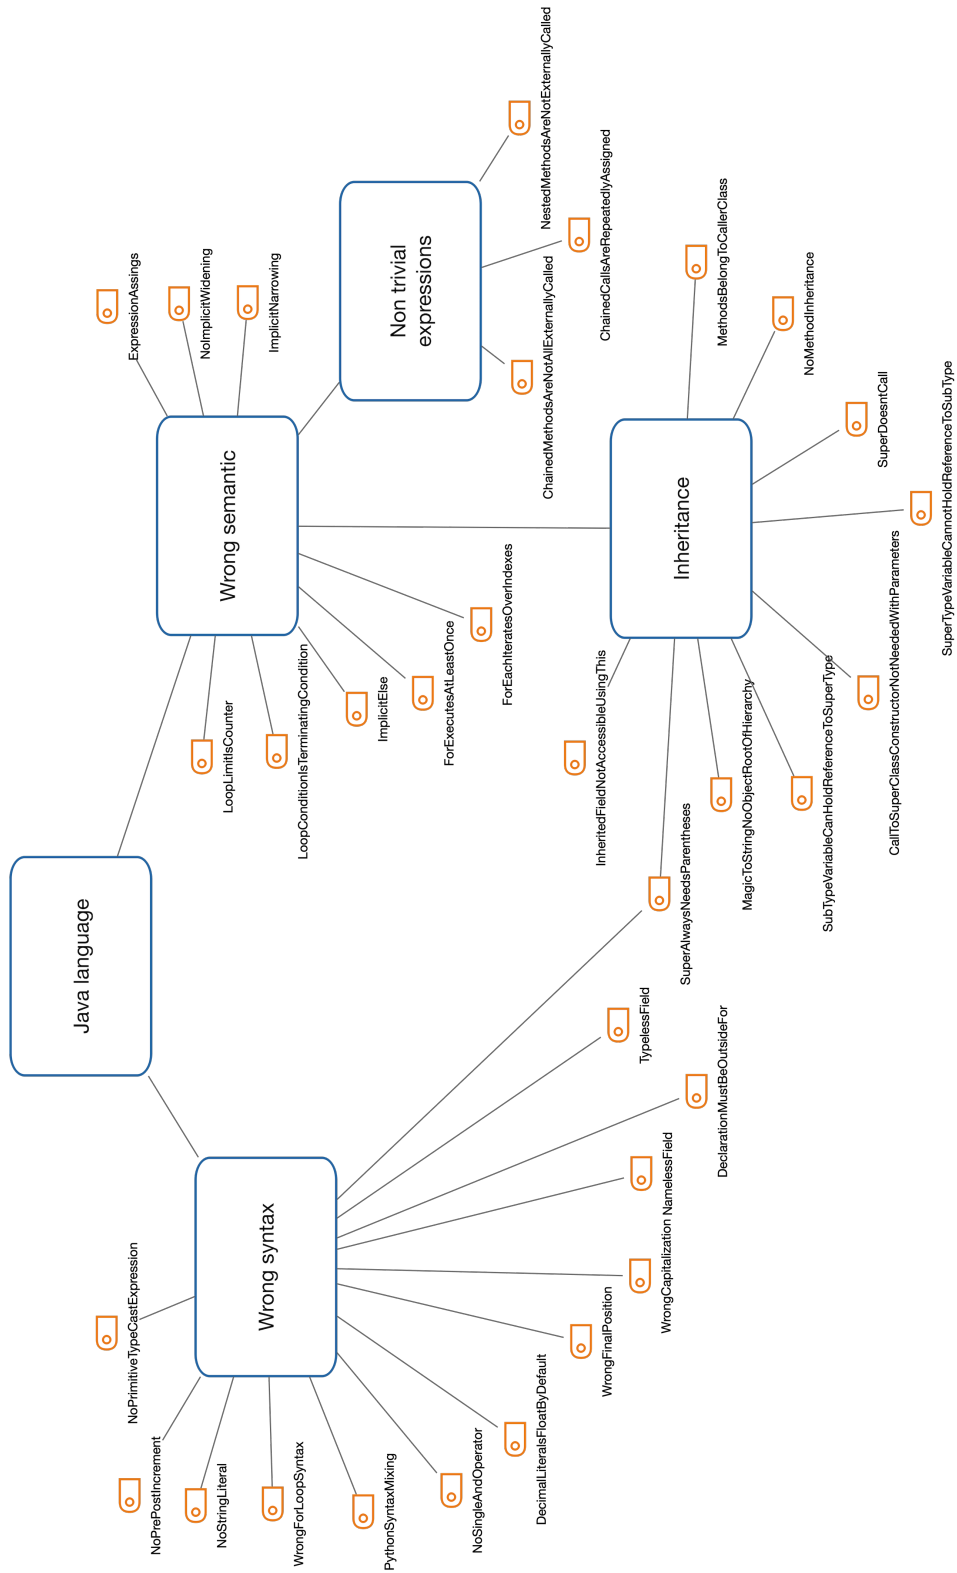 Java language
Wrong syntax
Wrong semantic
Non trivial
expressions
Inheritance
ExpressionAssings
NoImplicitWidening
ImplicitNarrowing
NestedMethodsAreNotExternallyCalled
ChainedCallsAreRepeatedlyAssigned
ChainedMethodsAreNotAllExternallyCalled
LoopLimitIsCounter
LoopConditionIsTerminatingCondition
ImplicitElse
ForExecutesAtLeastOnce
ForEachIteratesOverIndexes
MethodsBelongToCallerClass
NoMethodInheritance
SuperDoesntCall
SuperTypeVariableCannotHoldReferenceToSubType
CallToSuperClassConstructorNotNeededWithParameters
SubTypeVariableCanHoldReferenceToSuperType
MagicToStringNoObjectRootOfHierarchy
InheritedFieldNotAccessibleUsingThis
SuperAlwaysNeedsParentheses
TypelessField
DeclarationMustBeOutsideFor
NamelessField
WrongCapitalization
WrongFinalPosition
DecimalLiteralsFloatByDefault
NoSingleAndOperator
PythonSyntaxMixing
WrongForLoopSyntax
NoStringLiteral
NoPrePostIncrement
NoPrimitiveTypeCastExpression